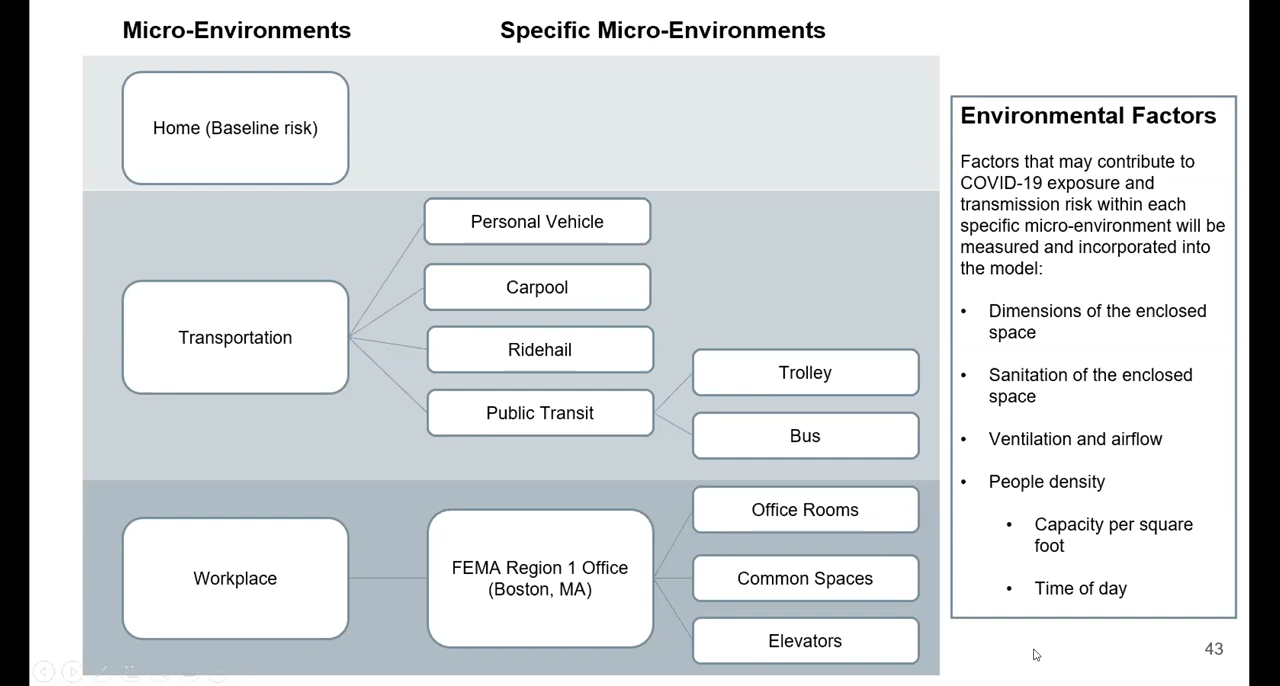 Micro-Environments
Specific Micro-Environments
Home (Baseline risk)
Transportation
Personal Vehicle
Carpool
Ridehail
Public Transit
Trolley
Bus
Workplace
FEMA Region 1 Office
(Boston, MA)
Office Rooms
Common Spaces
Elevators
Environmental Factors
Factors that may contribute to
COVID-19 exposure and
transmission risk within each
specific micro-environment will be
measured and incorporated into
the model:
• Dimensions of the enclosed
space
• Sanitation of the enclosed
space
• Ventilation and airflow
• People density
• Capacity per square
foot
• Time of day
43